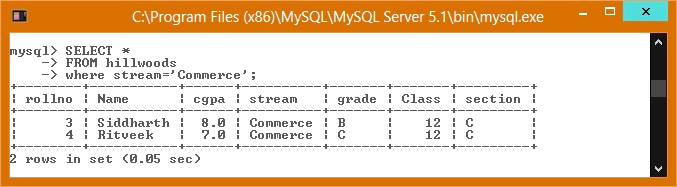 C:\Program Files (x86)\MySQL\MySQL Server 5.1\bin\mysql.exe
mysql> SELECT *
    -> FROM hillwoods
    -> where stream='Commerce';
+--------+-----------+------+----------+-------+-------+---------+
| rollno | Name      | cgpa | stream   | grade | Class | section |
+--------+-----------+------+----------+-------+-------+---------+
|      3 | Siddharth |  8.0 | Commerce | B     |    12 | C       |
|      4 | Ritveek   |  7.0 | Commerce | C     |    12 | C       |
+--------+-----------+------+----------+-------+-------+---------+
2 rows in set (0.05 sec)